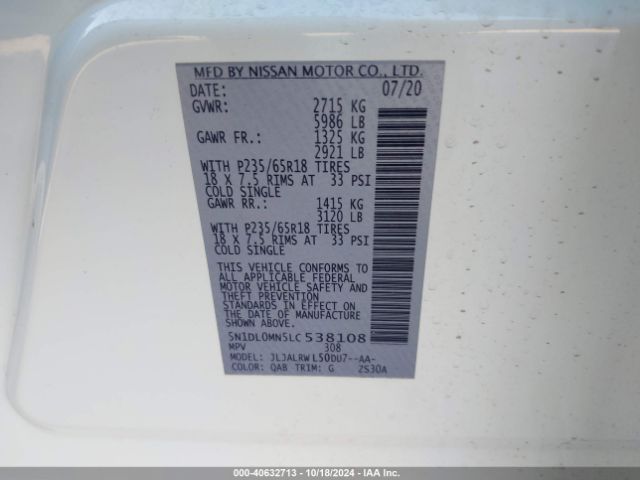 MFD BY NISSAN MOTOR CO., LTD.
DATE: 07/20
GVWR: 2715 KG
5986 LB
GAWR FR.: 1325 KG
2921 LB
WITH P235/65R18 TIRES
18 X 7.5 RIMS AT 33 PSI
COLD SINGLE
GAWR RR.: 1415 KG
3120 LB
WITH P235/65R18 TIRES
18 X 7.5 RIMS AT 33 PSI
COLD SINGLE
THIS VEHICLE CONFORMS TO
ALL APPLICABLE FEDERAL
MOTOR VEHICLE SAFETY AND
THEFT PREVENTION
STANDARDS IN EFFECT ON
THE DATE OF MANUFACTURE
SHOWN ABOVE.
5N1DL0MN5LC538108
MPV 308
MODEL: JLJALRWL50DU7--AA-
COLOR: QAB TRIM: G 2S30A
000-40632713 - 10/18/2024 - IAA Inc.